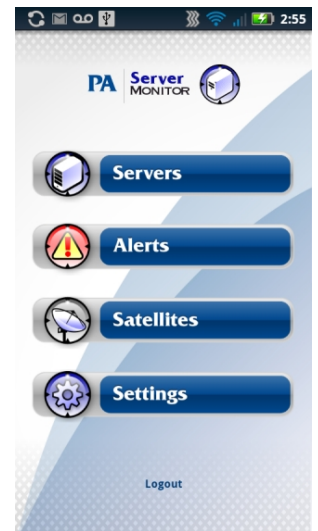 2:55
PA Server
MONITOR
Servers
Alerts
Satellites
Settings
Logout